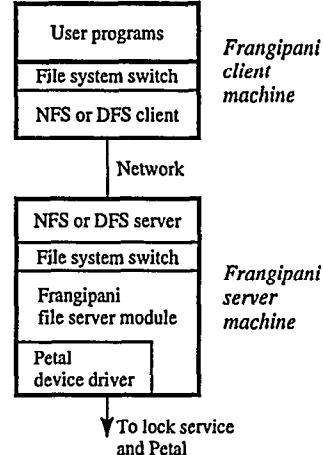 User programs
File system switch
NFS or DFS client
Frangipani
client
machine
Network
NFS or DFS server
File system switch
Frangipani
file server module
Petal
device driver
Frangipani
server
machine
To lock service
and Petal